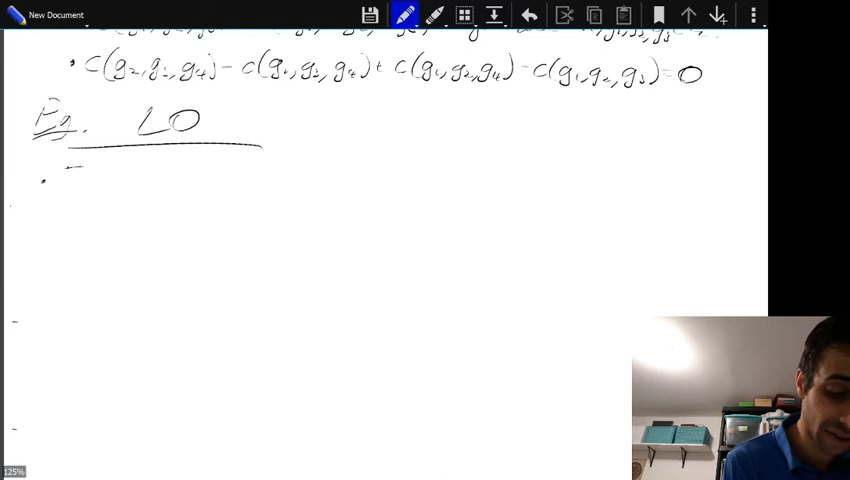 New Document
• c(g₂,g₃,g₄) - c(g₁,g₃,g₄) + c(g₁,g₂,g₄) - c(g₁,g₂,g₃) = 0
Eg. LO
125%